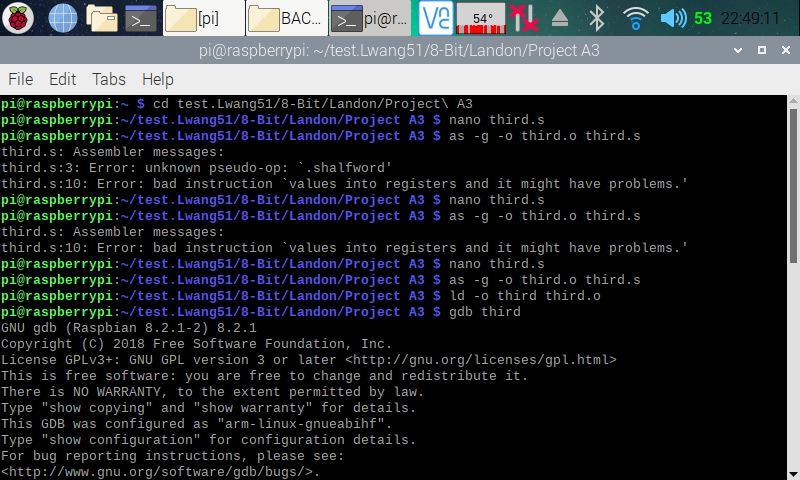 [pi]
BAC...
pi@r...
54°
53
22:49:11
pi@raspberrypi: ~/test.Lwang51/8-Bit/Landon/Project A3
File Edit Tabs Help
pi@raspberrypi:~ $ cd test.Lwang51/8-Bit/Landon/Project\ A3
pi@raspberrypi:~/test.Lwang51/8-Bit/Landon/Project A3 $ nano third.s
pi@raspberrypi:~/test.Lwang51/8-Bit/Landon/Project A3 $ as -g -o third.o third.s
third.s: Assembler messages:
third.s:3: Error: unknown pseudo-op: `.shalfword'
third.s:10: Error: bad instruction `values into registers and it might have problems.'
pi@raspberrypi:~/test.Lwang51/8-Bit/Landon/Project A3 $ nano third.s
pi@raspberrypi:~/test.Lwang51/8-Bit/Landon/Project A3 $ as -g -o third.o third.s
third.s: Assembler messages:
third.s:10: Error: bad instruction `values into registers and it might have problems.'
pi@raspberrypi:~/test.Lwang51/8-Bit/Landon/Project A3 $ nano third.s
pi@raspberrypi:~/test.Lwang51/8-Bit/Landon/Project A3 $ as -g -o third.o third.s
pi@raspberrypi:~/test.Lwang51/8-Bit/Landon/Project A3 $ ld -o third third.o
pi@raspberrypi:~/test.Lwang51/8-Bit/Landon/Project A3 $ gdb third
GNU gdb (Raspbian 8.2.1-2) 8.2.1
Copyright (C) 2018 Free Software Foundation, Inc.
License GPLv3+: GNU GPL version 3 or later <http://gnu.org/licenses/gpl.html>
This is free software: you are free to change and redistribute it.
There is NO WARRANTY, to the extent permitted by law.
Type "show copying" and "show warranty" for details.
This GDB was configured as "arm-linux-gnueabihf".
Type "show configuration" for configuration details.
For bug reporting instructions, please see:
<http://www.gnu.org/software/gdb/bugs/>.